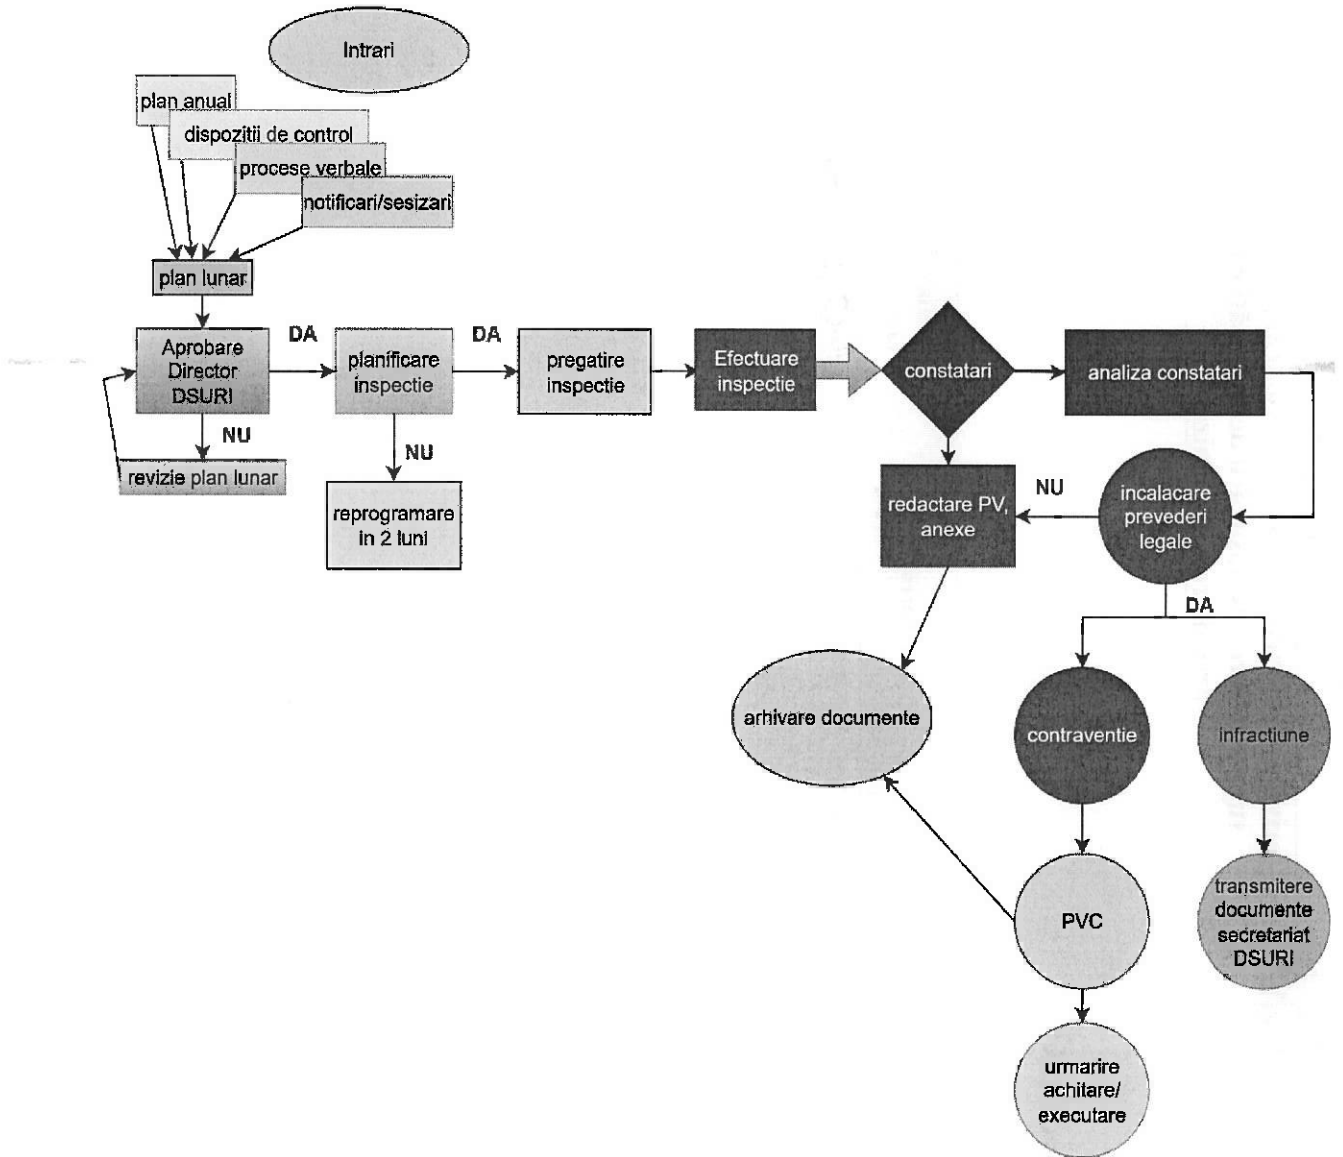 Intrari
plan anual
dispozitii de control
procese verbale
notificari/sesizari
plan lunar
Aprobare
Director
DSURI
DA
planificare
inspectie
DA
pregatire
inspectie
Efectuare
inspectie
constatari
analiza constatari
NU
revizie plan lunar
NU
reprogramare
in 2 luni
redactare PV,
anexe
NU
incalacare
prevederi
legale
DA
arhivare documente
contraventie
infractiune
PVC
transmitere
documente
secretariat
DSURI
urmarire
achitare/
executare